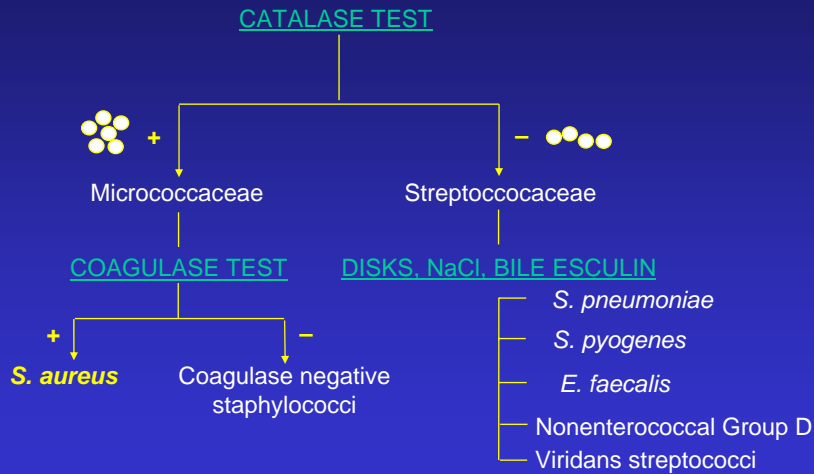 CATALASE TEST
+
–
Micrococcaceae
Streptoccocaceae
COAGULASE TEST
DISKS, NaCl, BILE ESCULIN
+
–
S. aureus
Coagulase negative
staphylococci
S. pneumoniae
S. pyogenes
E. faecalis
Nonenterococcal Group D
Viridans streptococci